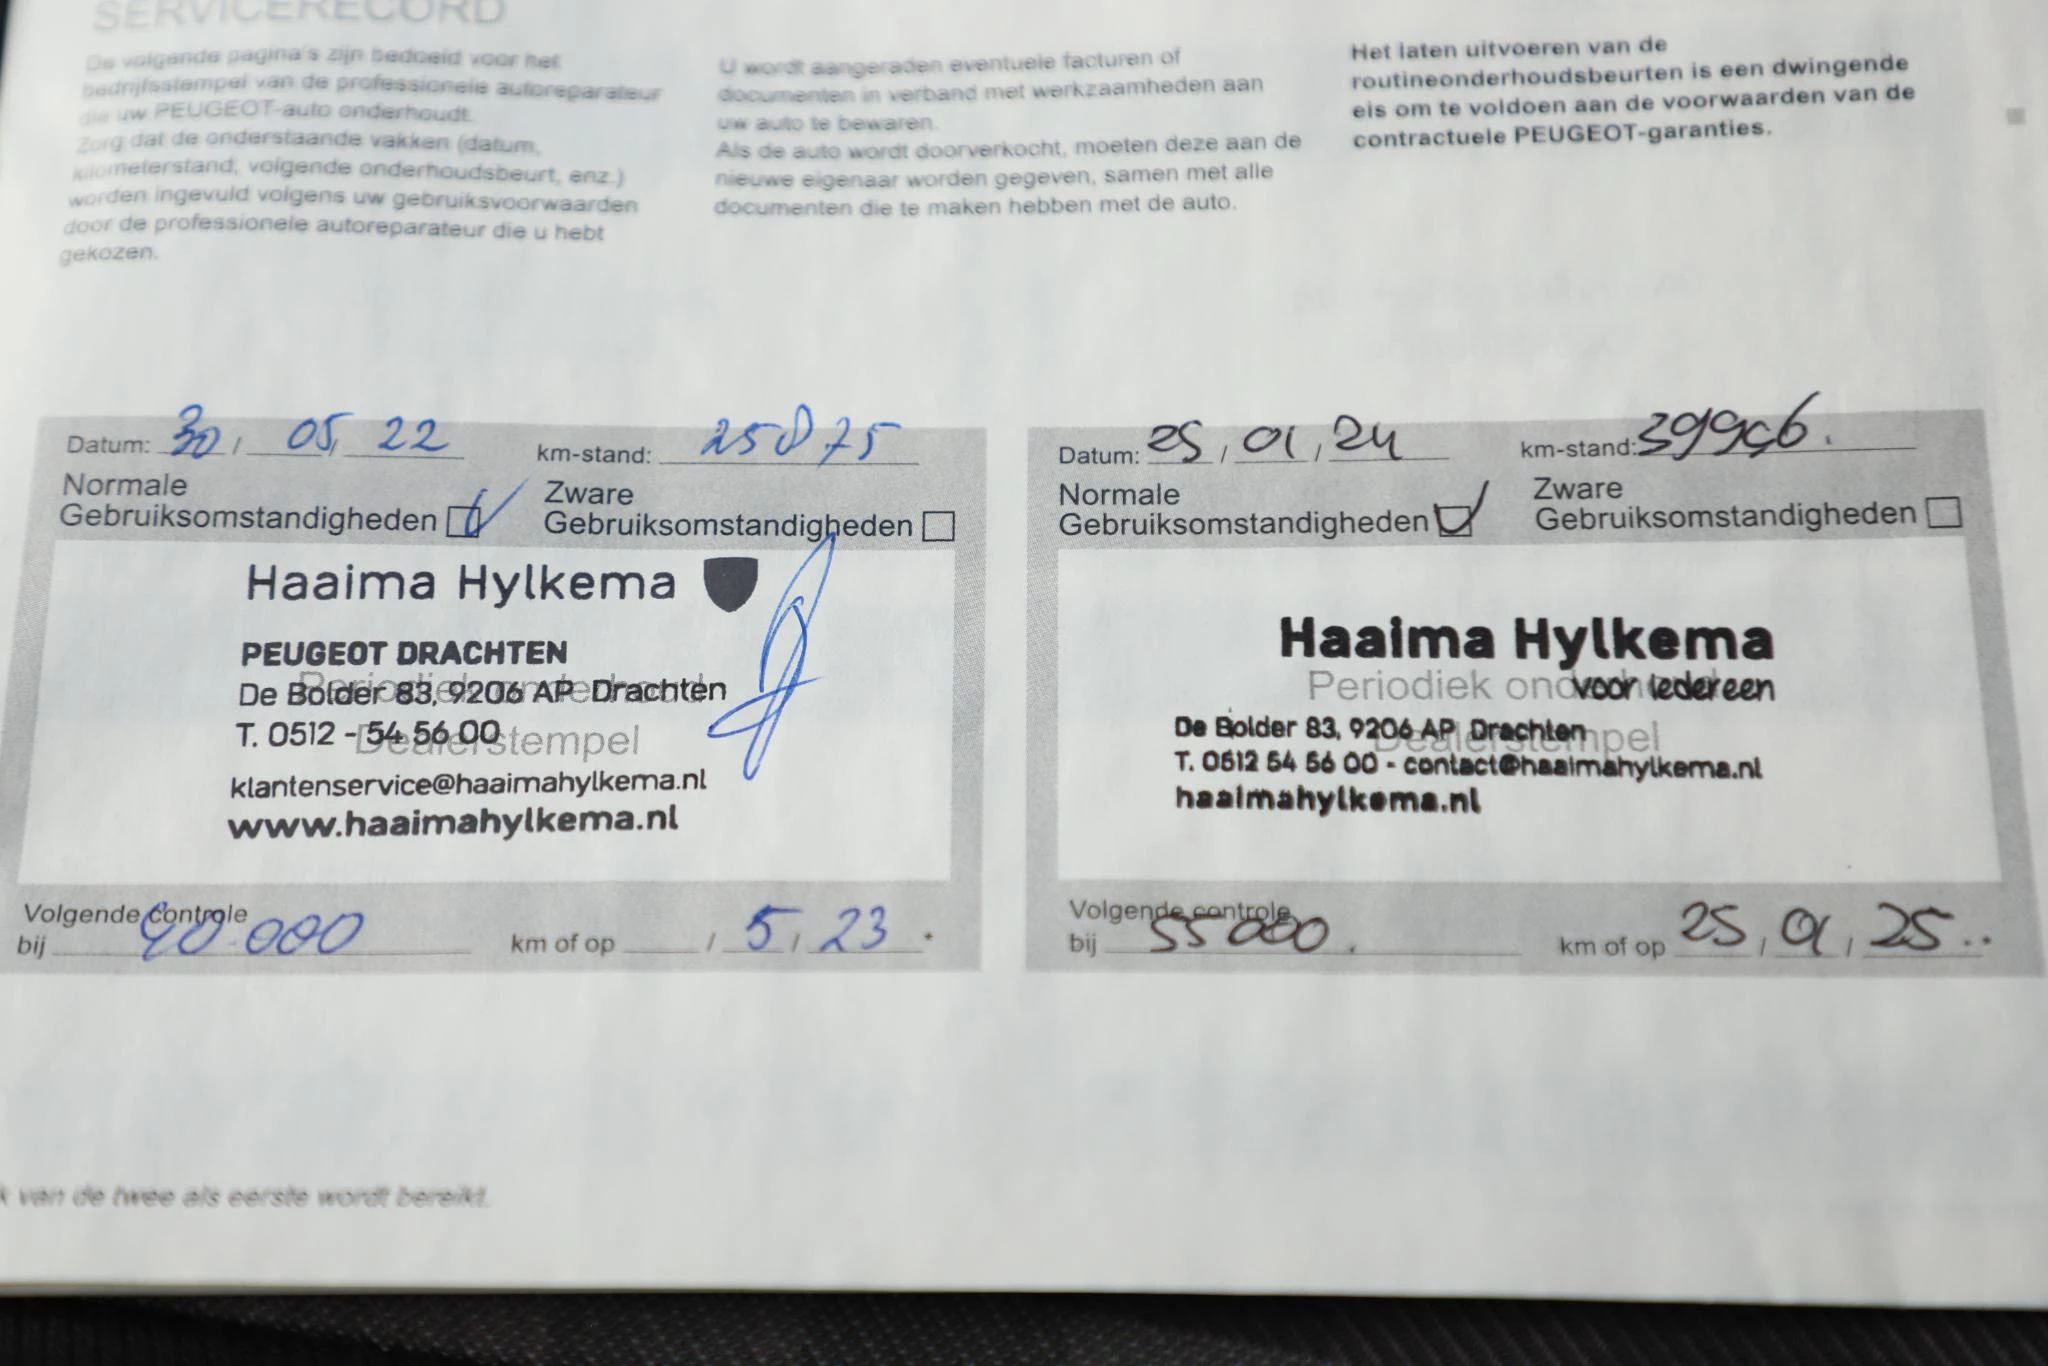 SERVICERECORD
De volgende pagina's zijn bedoeld voor het
bedrijfsstempel van de professionele autoreparateur
die uw PEUGEOT-auto onderhoudt.
Zorg dat de onderstaande vakken (datum,
kilometerstand, volgende onderhoudsbeurt, enz.)
worden ingevuld volgens uw gebruiksvoorwaarden
door de professionele autoreparateur die u hebt
gekozen.
U wordt aangeraden eventuele facturen of
documenten in verband met werkzaamheden aan
uw auto te bewaren.
Als de auto wordt doorverkocht, moeten deze aan de
nieuwe eigenaar worden gegeven, samen met alle
documenten die te maken hebben met de auto.
Het laten uitvoeren van de
routineonderhoudsbeurten is een dwingende
eis om te voldoen aan de voorwaarden van de
contractuele PEUGEOT-garanties.
Datum: 30 / 05 / 22 km-stand: 25875
Normale
Gebruiksomstandigheden
Zware
Gebruiksomstandigheden
Haaima Hylkema
PEUGEOT DRACHTEN
De Bolder 83, 9206 AP Drachten
Periodiek onderhoud
T. 0512 - 54 56 00
Dealerstempel
klantenservice@haaimahylkema.nl
www.haaimahylkema.nl
Volgende controle
bij 40.000 km of op / 5 / 23
Datum: 25 / 01 / 24 km-stand:
Normale
Gebruiksomstandigheden
Zware
Gebruiksomstandigheden
Haaima Hylkema
Periodiek
voor iedereen
De Bolder 83, 9206 AP Drachten
Dealerstempel
T. 0512 54 56 00 - contact@haaimahylkema.nl
haaimahylkema.nl
Volgende controle
bij 55000. km of op 25 / 01 / 25..
van de twee als eerste wordt bereikt.